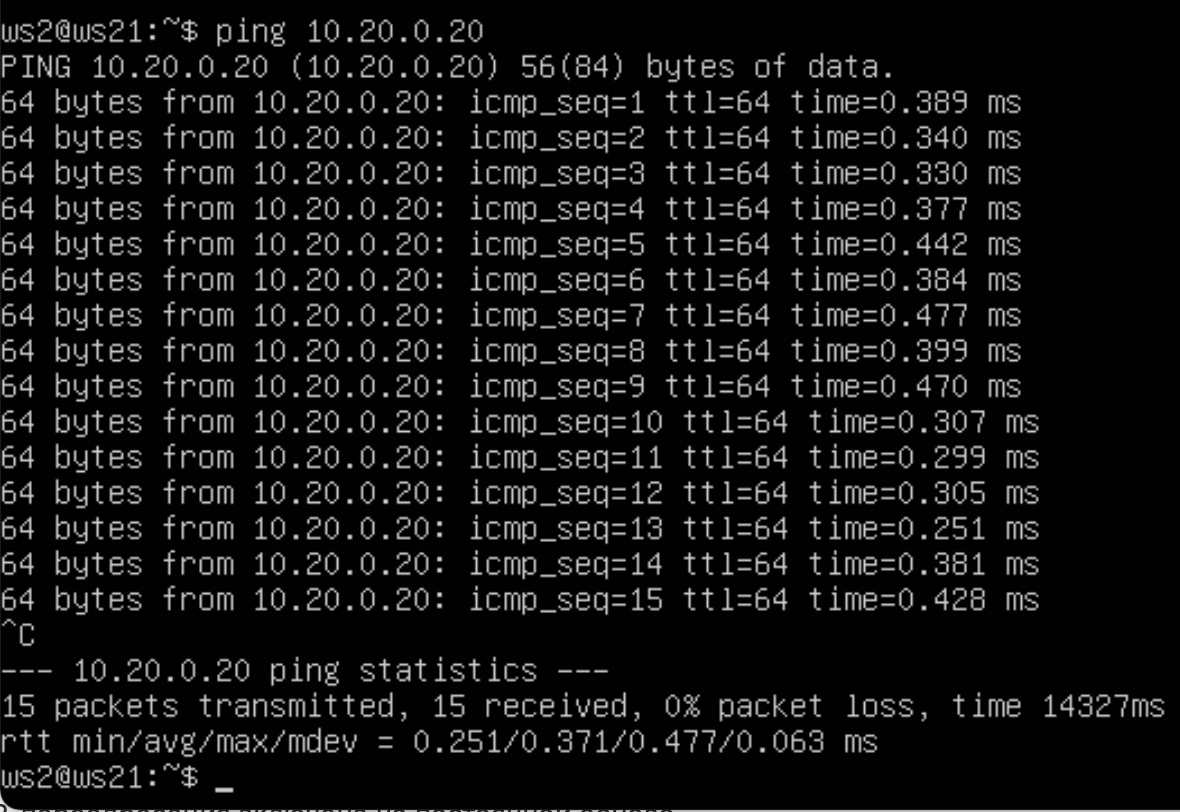 ws2@ws21:~$ ping 10.20.0.20
PING 10.20.0.20 (10.20.0.20) 56(84) bytes of data.
64 bytes from 10.20.0.20: icmp_seq=1 ttl=64 time=0.389 ms
64 bytes from 10.20.0.20: icmp_seq=2 ttl=64 time=0.340 ms
64 bytes from 10.20.0.20: icmp_seq=3 ttl=64 time=0.330 ms
64 bytes from 10.20.0.20: icmp_seq=4 ttl=64 time=0.377 ms
64 bytes from 10.20.0.20: icmp_seq=5 ttl=64 time=0.442 ms
64 bytes from 10.20.0.20: icmp_seq=6 ttl=64 time=0.384 ms
64 bytes from 10.20.0.20: icmp_seq=7 ttl=64 time=0.477 ms
64 bytes from 10.20.0.20: icmp_seq=8 ttl=64 time=0.399 ms
64 bytes from 10.20.0.20: icmp_seq=9 ttl=64 time=0.470 ms
64 bytes from 10.20.0.20: icmp_seq=10 ttl=64 time=0.307 ms
64 bytes from 10.20.0.20: icmp_seq=11 ttl=64 time=0.299 ms
64 bytes from 10.20.0.20: icmp_seq=12 ttl=64 time=0.305 ms
64 bytes from 10.20.0.20: icmp_seq=13 ttl=64 time=0.251 ms
64 bytes from 10.20.0.20: icmp_seq=14 ttl=64 time=0.381 ms
64 bytes from 10.20.0.20: icmp_seq=15 ttl=64 time=0.428 ms
^C
--- 10.20.0.20 ping statistics ---
15 packets transmitted, 15 received, 0% packet loss, time 14327ms
rtt min/avg/max/mdev = 0.251/0.371/0.477/0.063 ms
ws2@ws21:~$ _